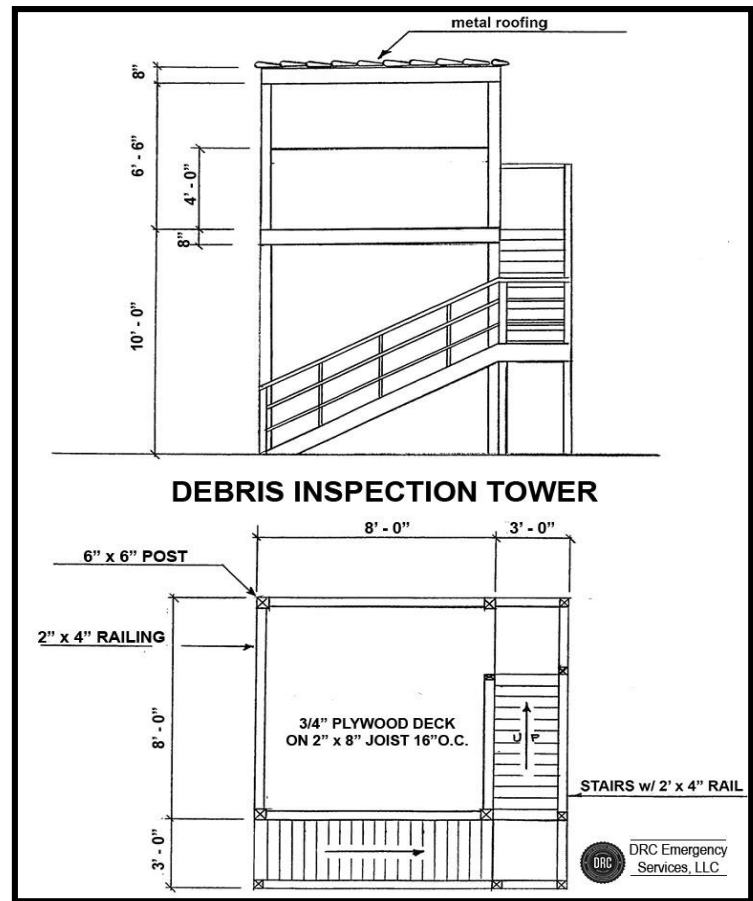 metal roofing
8"
6' - 6"
4' - 0"
8"
10' - 0"
DEBRIS INSPECTION TOWER
8' - 0"
3' - 0"
6" x 6" POST
2" x 4" RAILING
8' - 0"
3/4" PLYWOOD DECK
ON 2" x 8" JOIST 16"O.C.
U P
STAIRS w/ 2' x 4" RAIL
3' - 0"
DRC
DRC Emergency
Services, LLC